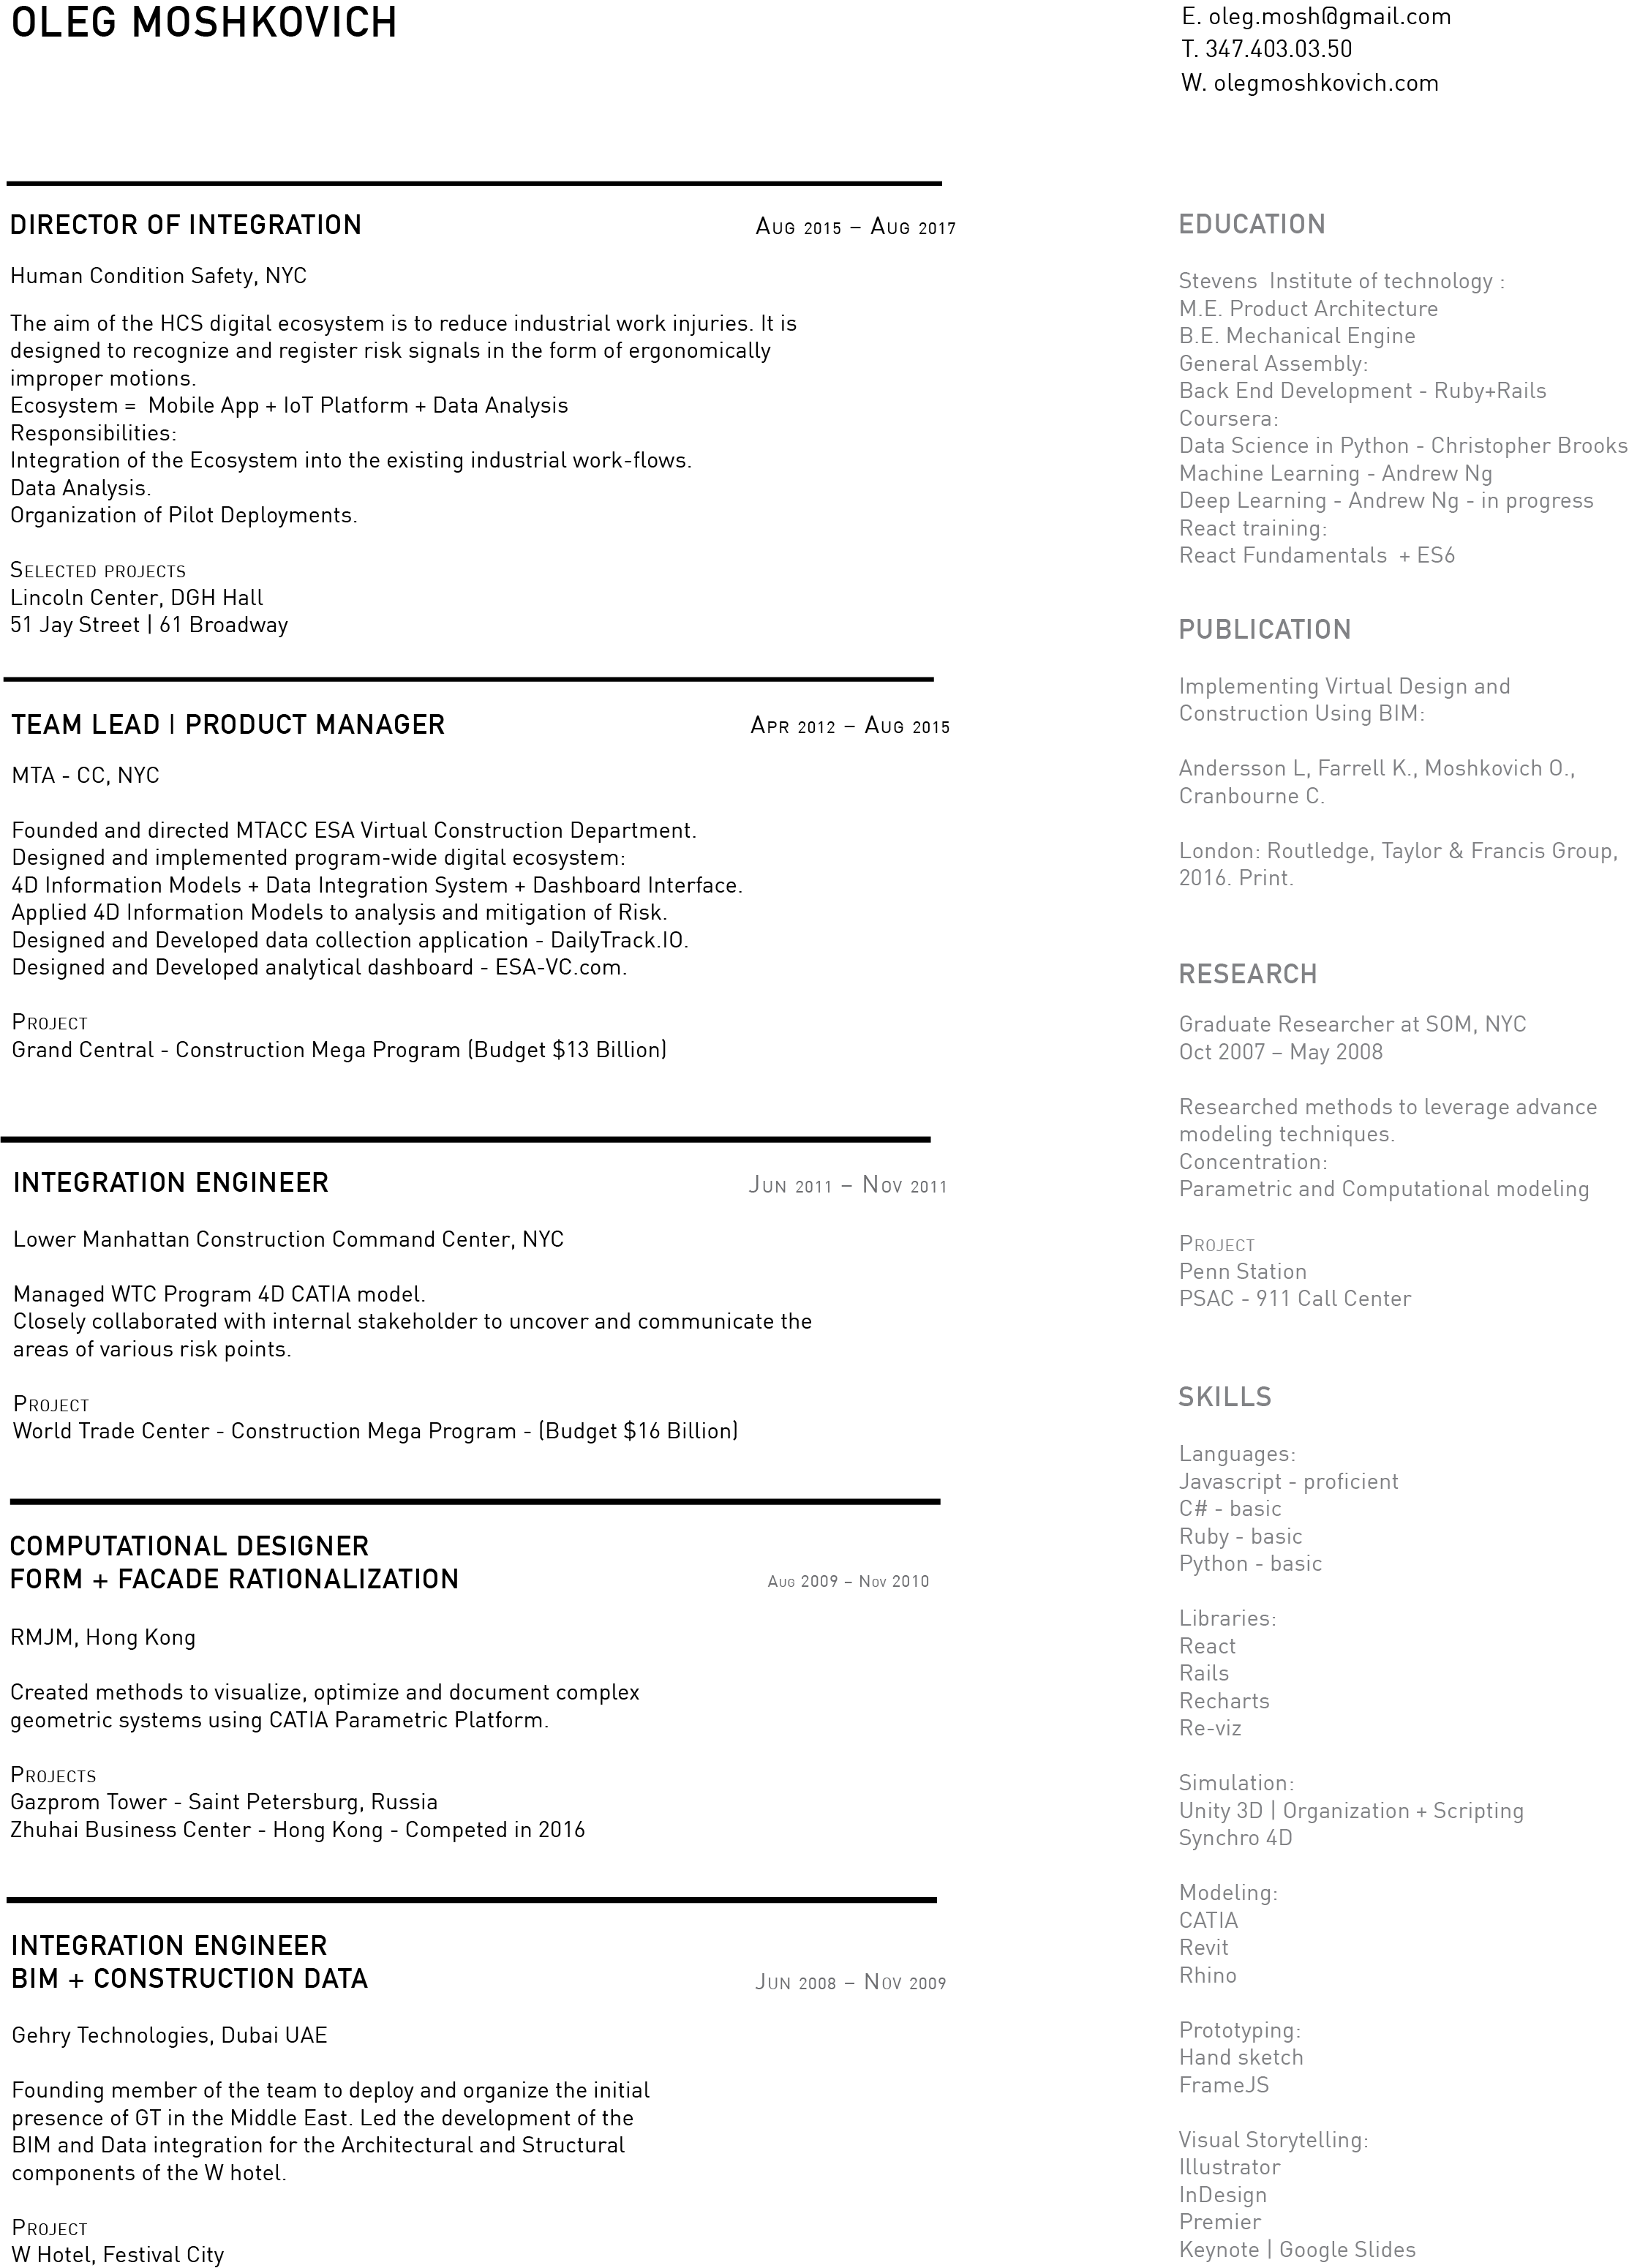 OLEG MOSHKOVICH
E. oleg.mosh@gmail.com
T. 347.403.03.50
W. olegmoshkovich.com
DIRECTOR OF INTEGRATION
Aug 2015 – Aug 2017
Human Condition Safety, NYC
The aim of the HCS digital ecosystem is to reduce industrial work injuries. It is
designed to recognize and register risk signals in the form of ergonomically
improper motions.
Ecosystem =  Mobile App + IoT Platform + Data Analysis
Responsibilities:
Integration of the Ecosystem into the existing industrial work-flows.
Data Analysis.
Organization of Pilot Deployments.
Selected projects
Lincoln Center, DGH Hall
51 Jay Street | 61 Broadway
TEAM LEAD | PRODUCT MANAGER
Apr 2012 – Aug 2015
MTA - CC, NYC
Founded and directed MTACC ESA Virtual Construction Department.
Designed and implemented program-wide digital ecosystem:
4D Information Models + Data Integration System + Dashboard Interface.
Applied 4D Information Models to analysis and mitigation of Risk.
Designed and Developed data collection application - DailyTrack.IO.
Designed and Developed analytical dashboard - ESA-VC.com.
Project
Grand Central - Construction Mega Program (Budget $13 Billion)
INTEGRATION ENGINEER
Jun 2011 – Nov 2011
Lower Manhattan Construction Command Center, NYC
Managed WTC Program 4D CATIA model.
Closely collaborated with internal stakeholder to uncover and communicate the
areas of various risk points.
Project
World Trade Center - Construction Mega Program - (Budget $16 Billion)
COMPUTATIONAL DESIGNER
FORM + FACADE RATIONALIZATION
Aug 2009 – Nov 2010
RMJM, Hong Kong
Created methods to visualize, optimize and document complex
geometric systems using CATIA Parametric Platform.
Projects
Gazprom Tower - Saint Petersburg, Russia
Zhuhai Business Center - Hong Kong - Competed in 2016
INTEGRATION ENGINEER
BIM + CONSTRUCTION DATA
Jun 2008 – Nov 2009
Gehry Technologies, Dubai UAE
Founding member of the team to deploy and organize the initial
presence of GT in the Middle East. Led the development of the
BIM and Data integration for the Architectural and Structural
components of the W hotel.
Project
W Hotel, Festival City
EDUCATION
Stevens  Institute of technology :
M.E. Product Architecture
B.E. Mechanical Engine
General Assembly:
Back End Development - Ruby+Rails
Coursera:
Data Science in Python - Christopher Brooks
Machine Learning - Andrew Ng
Deep Learning - Andrew Ng - in progress
React training:
React Fundamentals  + ES6
PUBLICATION
Implementing Virtual Design and
Construction Using BIM:
Andersson L, Farrell K., Moshkovich O.,
Cranbourne C.
London: Routledge, Taylor & Francis Group,
2016. Print.
RESEARCH
Graduate Researcher at SOM, NYC
Oct 2007 – May 2008
Researched methods to leverage advance
modeling techniques.
Concentration:
Parametric and Computational modeling
Project
Penn Station
PSAC - 911 Call Center
SKILLS
Languages:
Javascript - proficient
C# - basic
Ruby - basic
Python - basic
Libraries:
React
Rails
Recharts
Re-viz
Simulation:
Unity 3D | Organization + Scripting
Synchro 4D
Modeling:
CATIA
Revit
Rhino
Prototyping:
Hand sketch
FrameJS
Visual Storytelling:
Illustrator
InDesign
Premier
Keynote | Google Slides